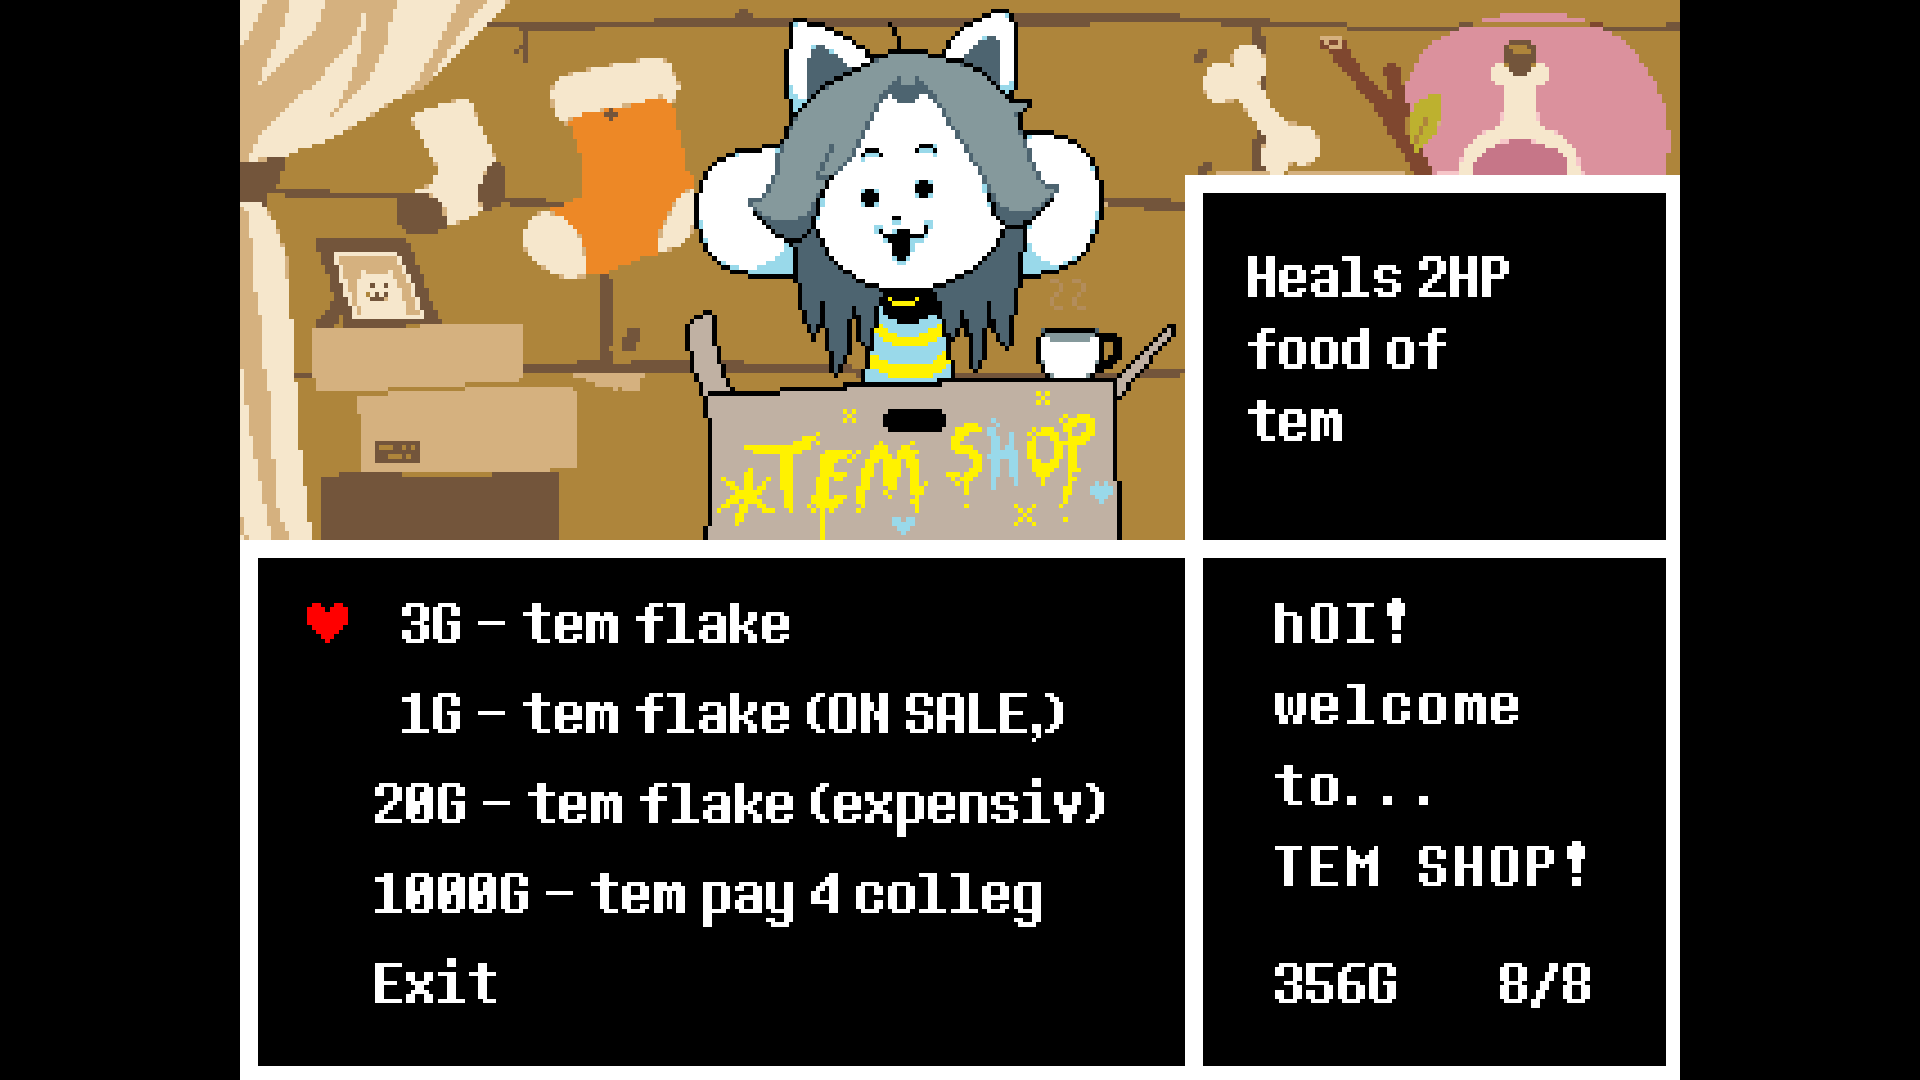 *TEM SHOP
Heals 2HP
food of
tem
3G - tem flake
1G - tem flake (ON SALE,)
20G - tem flake (expensiv)
1000G - tem pay 4 colleg
Exit
hOI!
welcome
to...
TEM SHOP!
356G 8/8